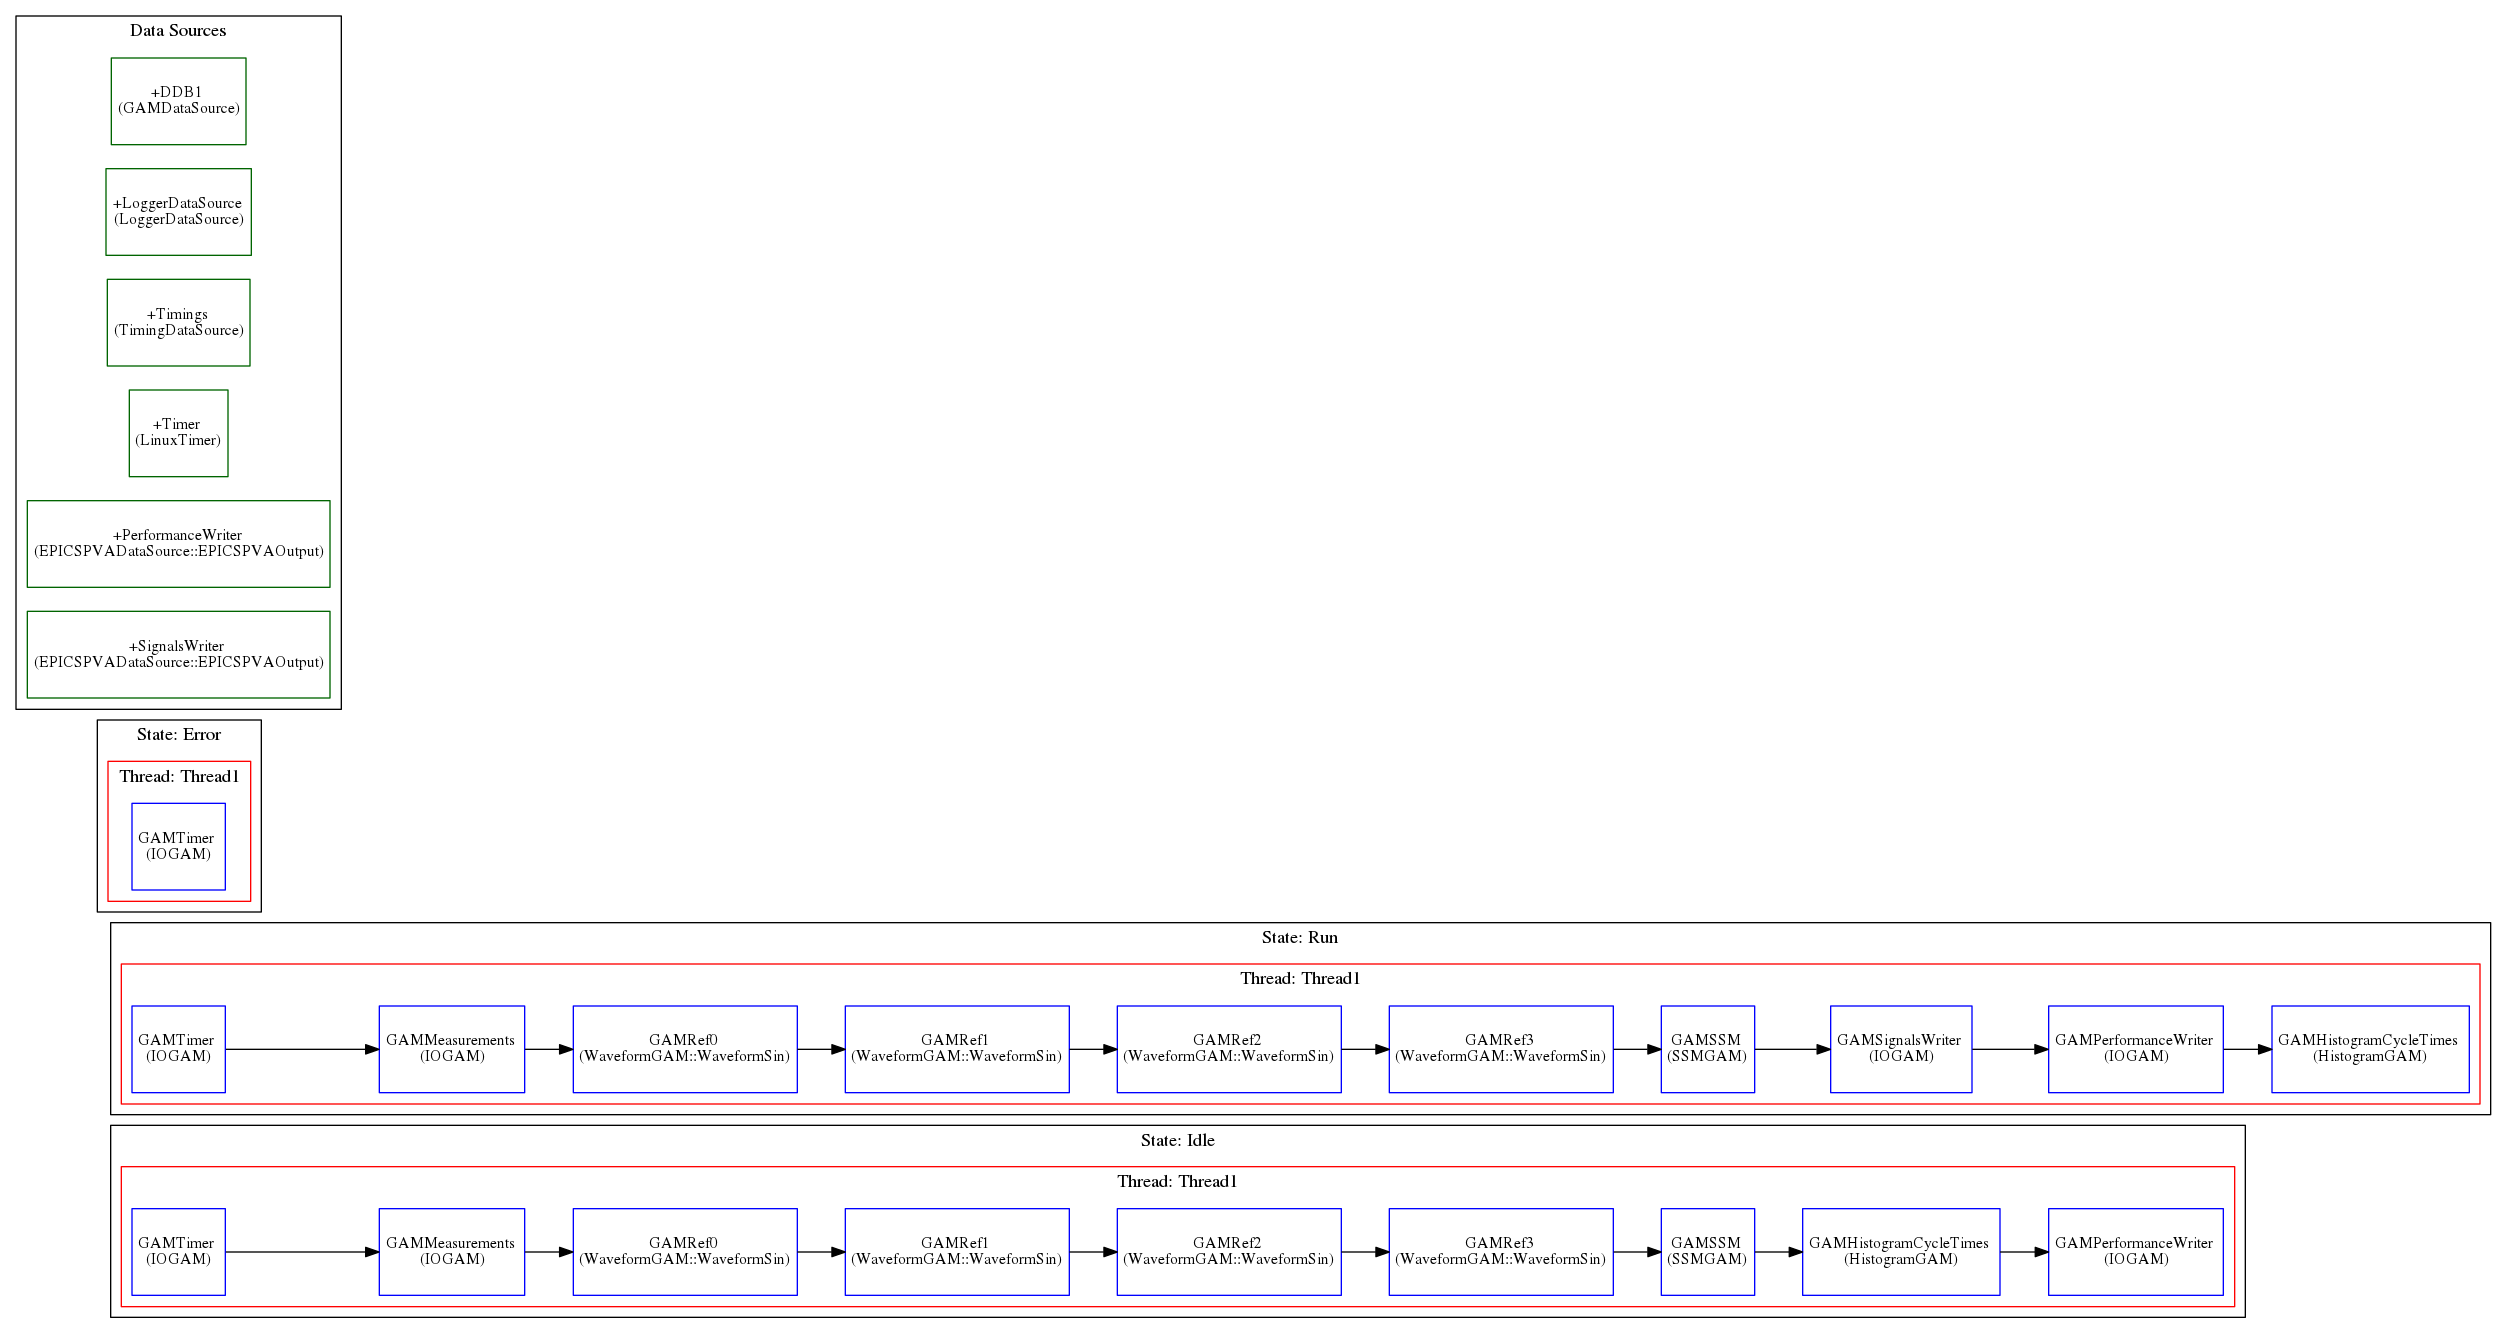 Data Sources
+DDB1
(GAMDataSource)
+LoggerDataSource
(LoggerDataSource)
+Timings
(TimingDataSource)
+Timer
(LinuxTimer)
+PerformanceWriter
(EPICSPVADataSource::EPICSPVAOutput)
+SignalsWriter
(EPICSPVADataSource::EPICSPVAOutput)
State: Error
Thread: Thread1
GAMTimer
(IOGAM)
State: Run
Thread: Thread1
GAMTimer
(IOGAM)
GAMMeasurements
(IOGAM)
GAMRef0
(WaveformGAM::WaveformSin)
GAMRef1
(WaveformGAM::WaveformSin)
GAMRef2
(WaveformGAM::WaveformSin)
GAMRef3
(WaveformGAM::WaveformSin)
GAMSSM
(SSMGAM)
GAMSignalsWriter
(IOGAM)
GAMPerformanceWriter
(IOGAM)
GAMHistogramCycleTimes
(HistogramGAM)
State: Idle
Thread: Thread1
GAMTimer
(IOGAM)
GAMMeasurements
(IOGAM)
GAMRef0
(WaveformGAM::WaveformSin)
GAMRef1
(WaveformGAM::WaveformSin)
GAMRef2
(WaveformGAM::WaveformSin)
GAMRef3
(WaveformGAM::WaveformSin)
GAMSSM
(SSMGAM)
GAMHistogramCycleTimes
(HistogramGAM)
GAMPerformanceWriter
(IOGAM)